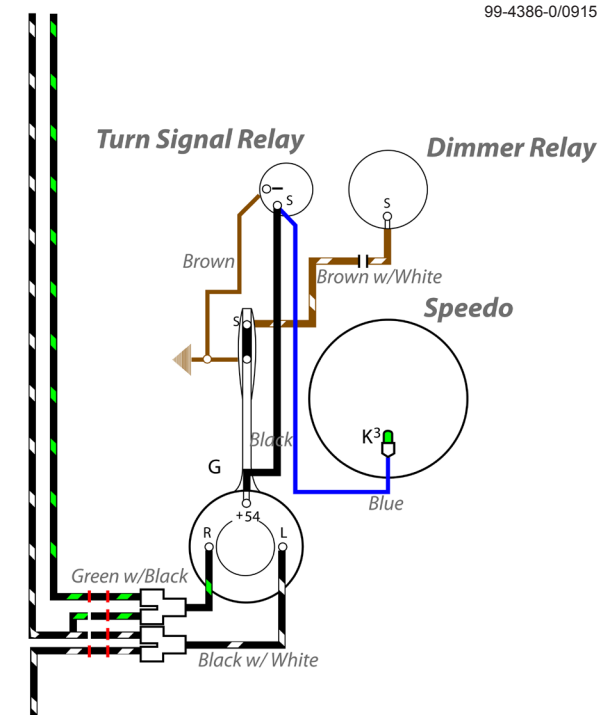 99-4386-0/0915
Turn Signal Relay
Dimmer Relay
S
S
Brown
Brown w/White
Speedo
S
K3
Black
G
Blue
+54
R
L
Green w/Black
Black w/ White